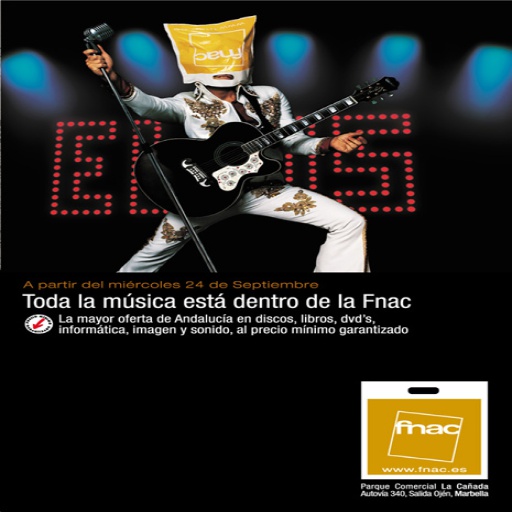 fnac
ELVIS
A partir del miércoles 24 de Septiembre
Toda la música está dentro de la Fnac
La mayor oferta de Andalucía en discos, libros, dvd's,
informática, imagen y sonido, al precio mínimo garantizado
fnac
www.fnac.es
Parque Comercial La Cañada
Autovía 340, Salida Ojén, Marbella